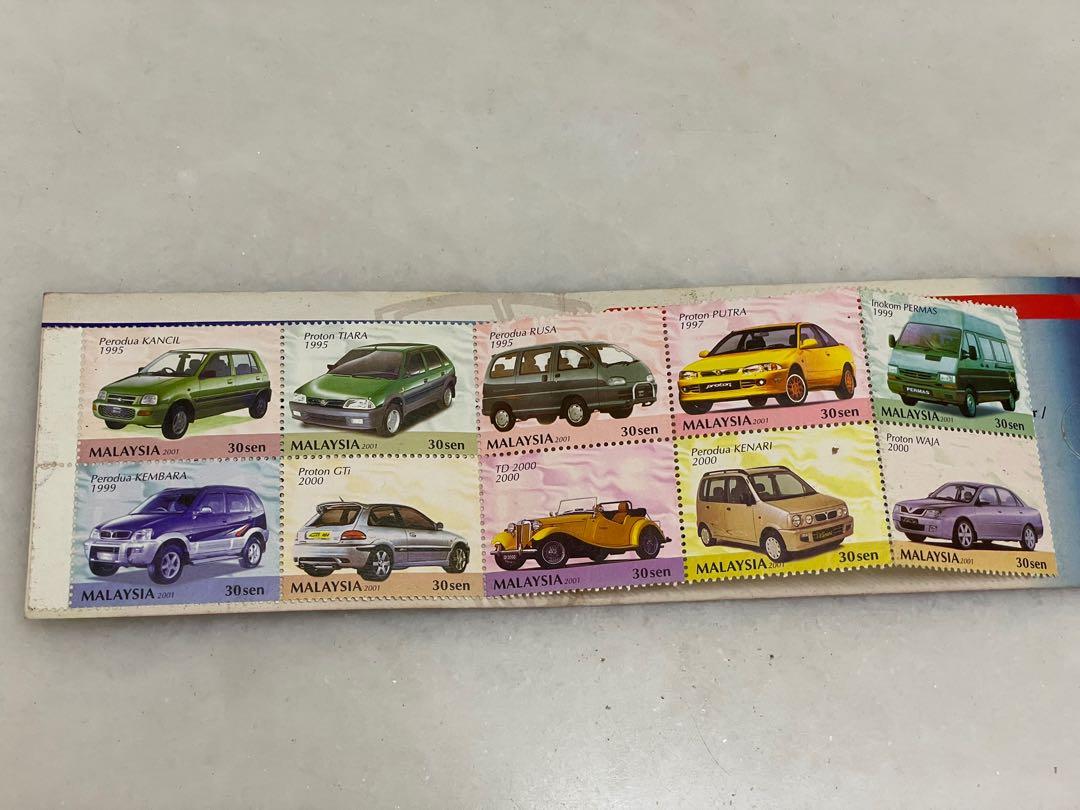 Perodua KANCIL
1995
MALAYSIA 2001 30sen
Proton TIARA
1995
MALAYSIA 2001 30sen
Perodua RUSA
1995
MALAYSIA 2001 30sen
Proton PUTRA
1997
proton
MALAYSIA 2001 30sen
Inokom PERMAS
1999
PERMAS
MALAYSIA 2001 30sen
r /
Perodua KEMBARA
1999
MALAYSIA 2001 30sen
Proton GTi
2000
MALAYSIA 2001 30sen
TD 2000
2000
MALAYSIA 2001 30sen
Perodua KENARI
2000
MALAYSIA 2001 30sen
Proton WAJA
2000
MALAYSIA 2001 30sen